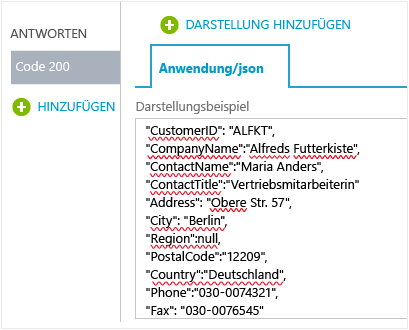 ANTWORTEN
Code 200
HINZUFÜGEN
DARSTELLUNG HINZUFÜGEN
Anwendung/json
Darstellungsbeispiel
"CustomerID": "ALFKT",
"CompanyName":"Alfreds Futterkiste",
"ContactName":"Maria Anders",
"ContactTitle":"Vertriebsmitarbeiterin"
"Address": "Obere Str. 57",
"City": "Berlin",
"Region":null,
"PostalCode":"12209",
"Country":"Deutschland",
"Phone":"030-0074321",
"Fax": "030-0076545"